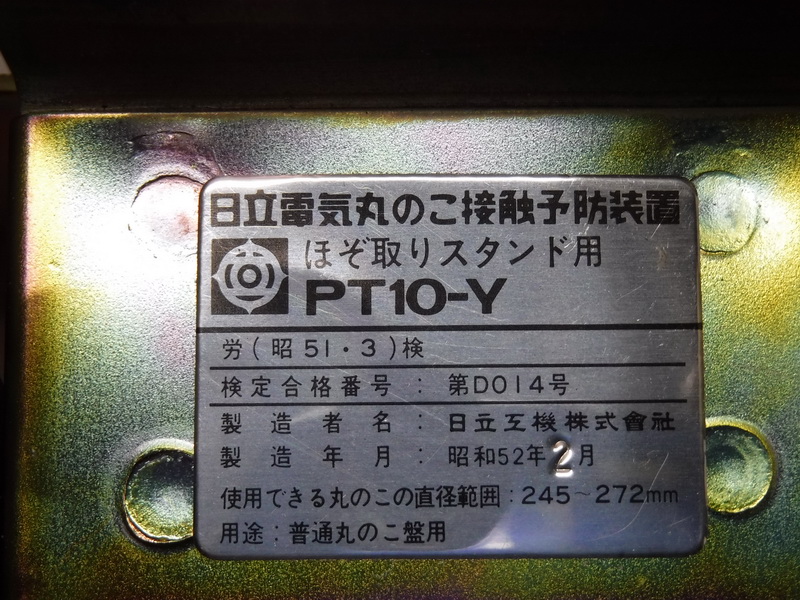 日立電気丸のこ接触予防装置
ほぞ取りスタンド用
PT10-Y
労(昭51・3)検
検定合格番号：第D014号
製造者名：日立工機株式會社
製造年月：昭和52年2月
使用できる丸のこの直径範囲：245～272mm
用途：普通丸のこ盤用